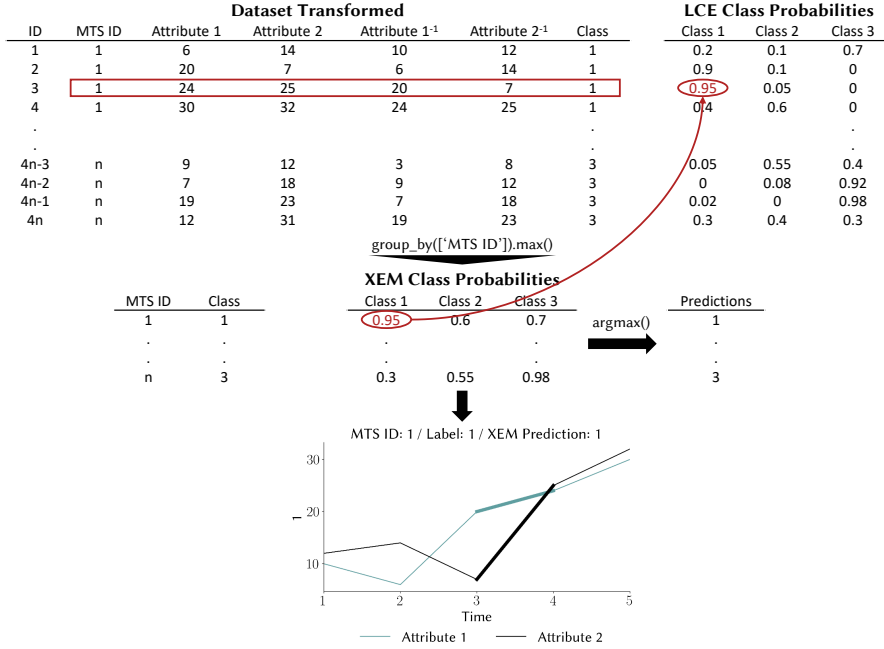 Dataset Transformed LCE Class Probabilities
ID MTS ID Attribute 1 Attribute 2 Attribute 1⁻¹ Attribute 2⁻¹ Class Class 1 Class 2 Class 3
1 1 6 14 10 12 1 0.2 0.1 0.7
2 1 20 7 6 14 1 0.9 0.1 0
3 1 24 25 20 7 1 0.95 0.05 0
4 1 30 32 24 25 1 0.4 0.6 0
. . . .
. . . .
4n-3 n 9 12 3 8 3 0.05 0.55 0.4
4n-2 n 7 18 9 12 3 0 0.08 0.92
4n-1 n 19 23 7 18 3 0.02 0 0.98
4n n 12 31 19 23 3 0.3 0.4 0.3
group_by(['MTS ID']).max()
XEM Class Probabilities
MTS ID Class Class 1 Class 2 Class 3 Predictions
1 1 0.95 0.6 0.7 argmax() 1
. . . . .
. . . . .
n 3 0.3 0.55 0.98 3
MTS ID: 1 / Label: 1 / XEM Prediction: 1
30
20
1
10
1 2 3 4 5
Time
Attribute 1 Attribute 2